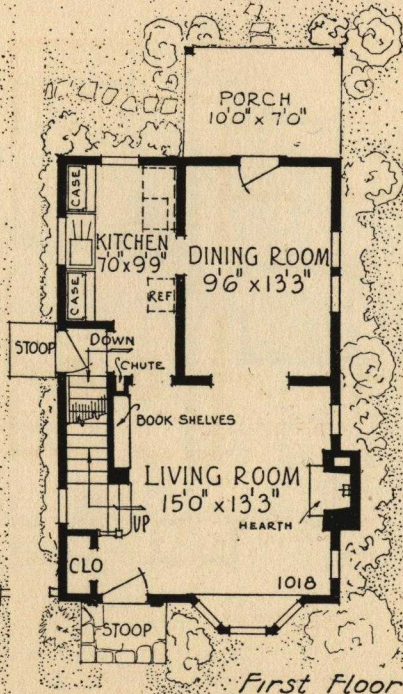 PORCH
10'0" x 7'0"
CASE
KITCHEN
7'0" x 9'9"
DINING ROOM
9'6" x 13'3"
CASE
REF
STOOP
DOWN
CHUTE
BOOK SHELVES
LIVING ROOM
15'0" x 13'3"
UP
HEARTH
CLO
1018
STOOP
First Floor